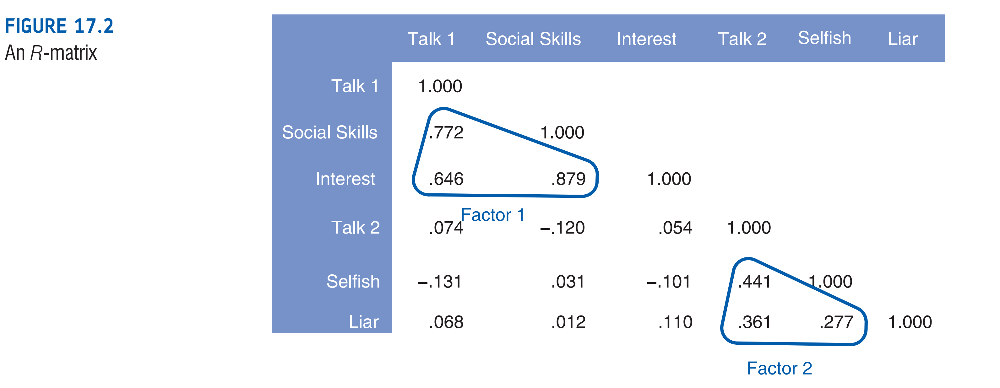 FIGURE 17.2
An R-matrix
Talk 1 Social Skills Interest Talk 2 Selfish Liar
Talk 1 1.000
Social Skills .772 1.000
Interest .646 .879 1.000
Factor 1
Talk 2 .074 –.120 .054 1.000
Selfish –.131 .031 –.101 .441 1.000
Liar .068 .012 .110 .361 .277 1.000
Factor 2